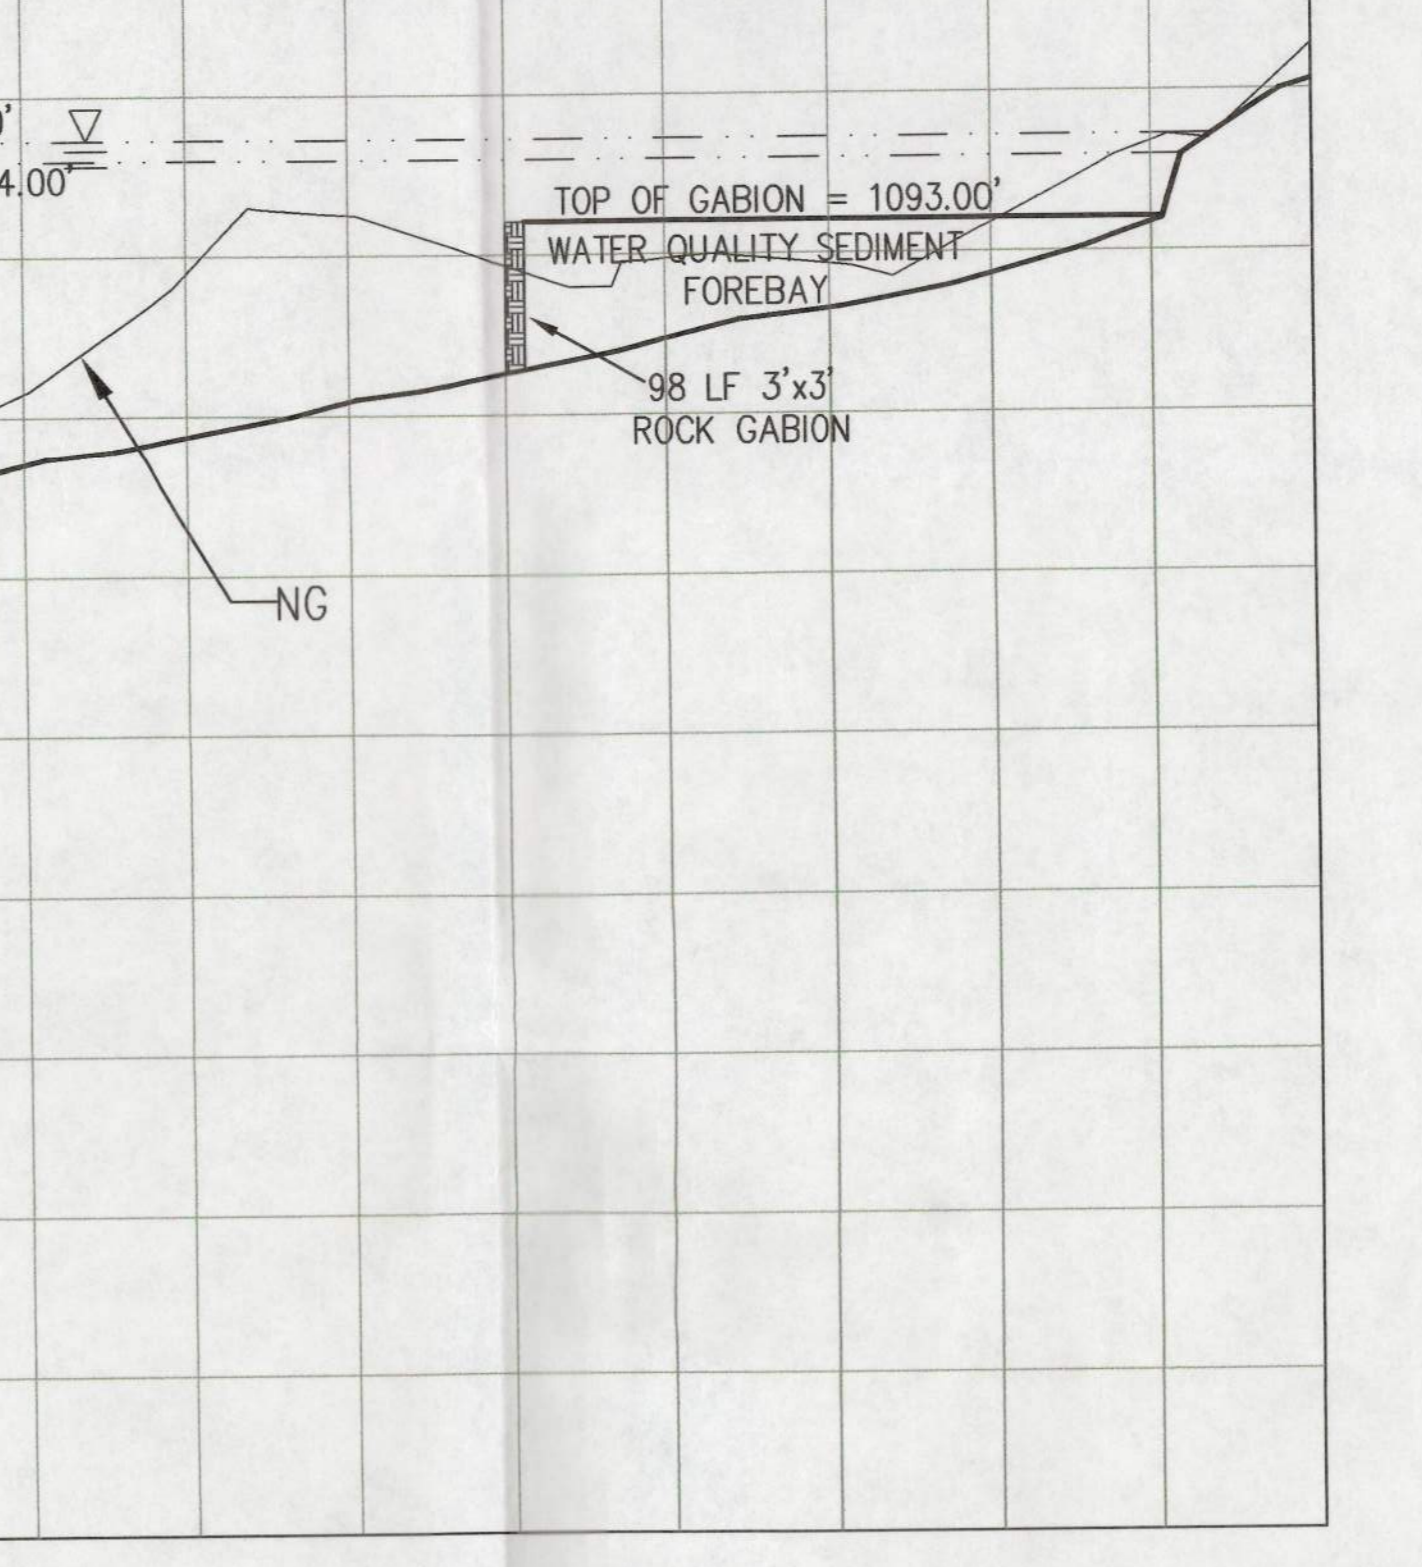 4.00'
TOP OF GABION = 1093.00'
WATER QUALITY SEDIMENT
FOREBAY
98 LF 3'x3'
ROCK GABION
NG